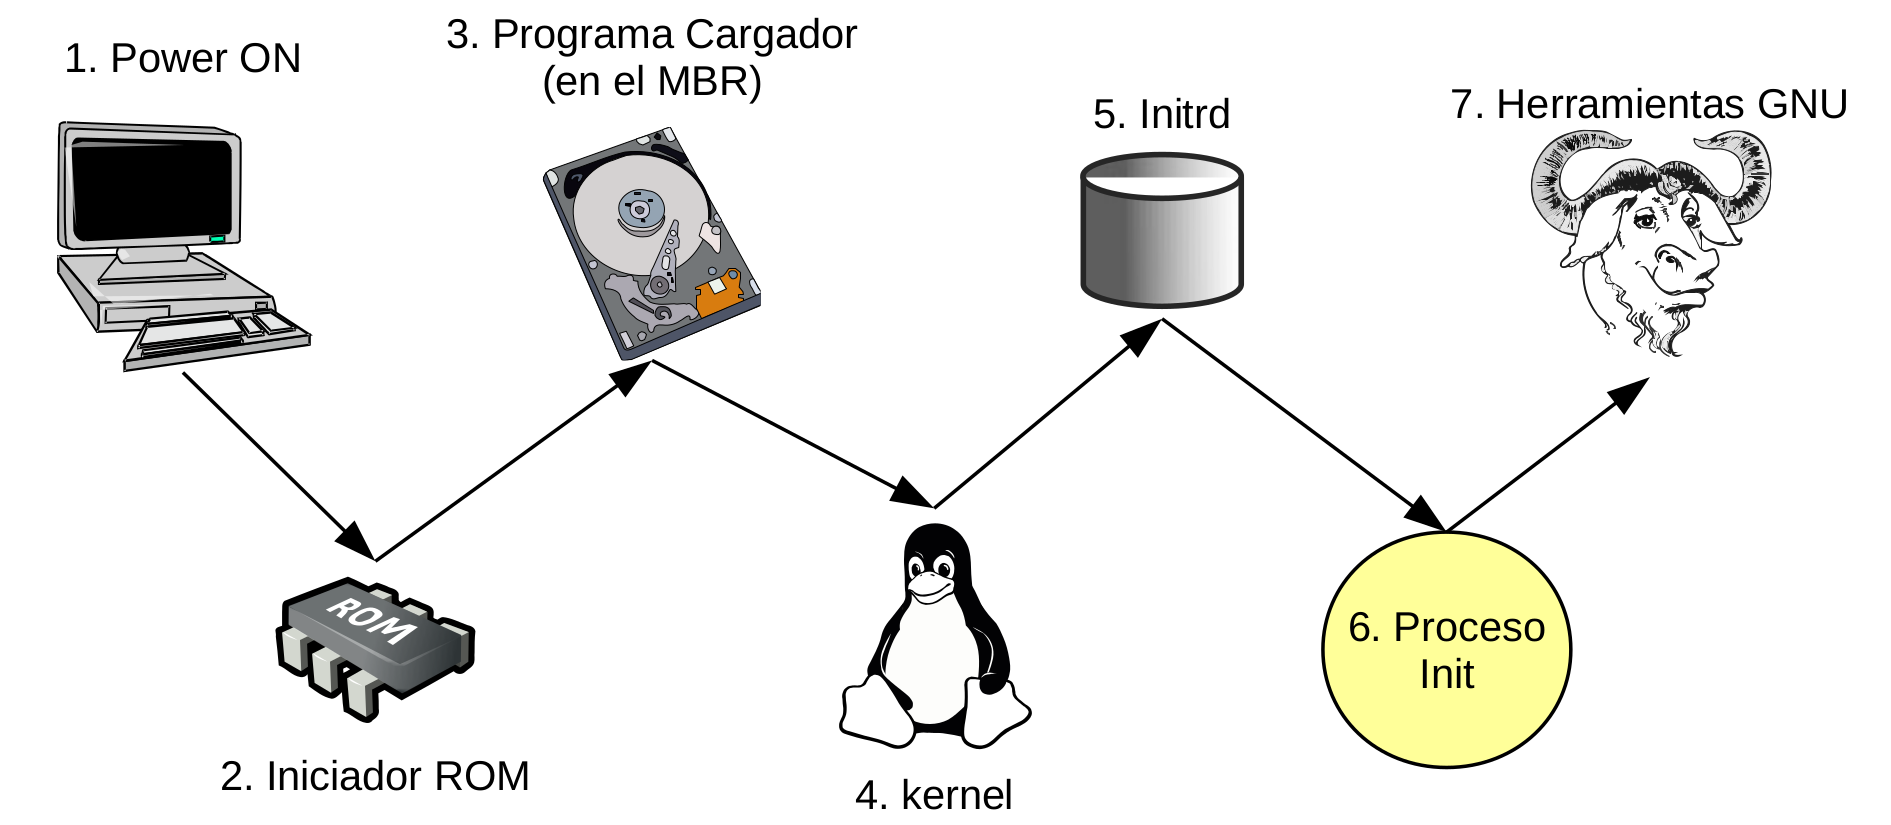 1. Power ON
2. Iniciador ROM
ROM
3. Programa Cargador
(en el MBR)
4. kernel
5. Initrd
6. Proceso
Init
7. Herramientas GNU